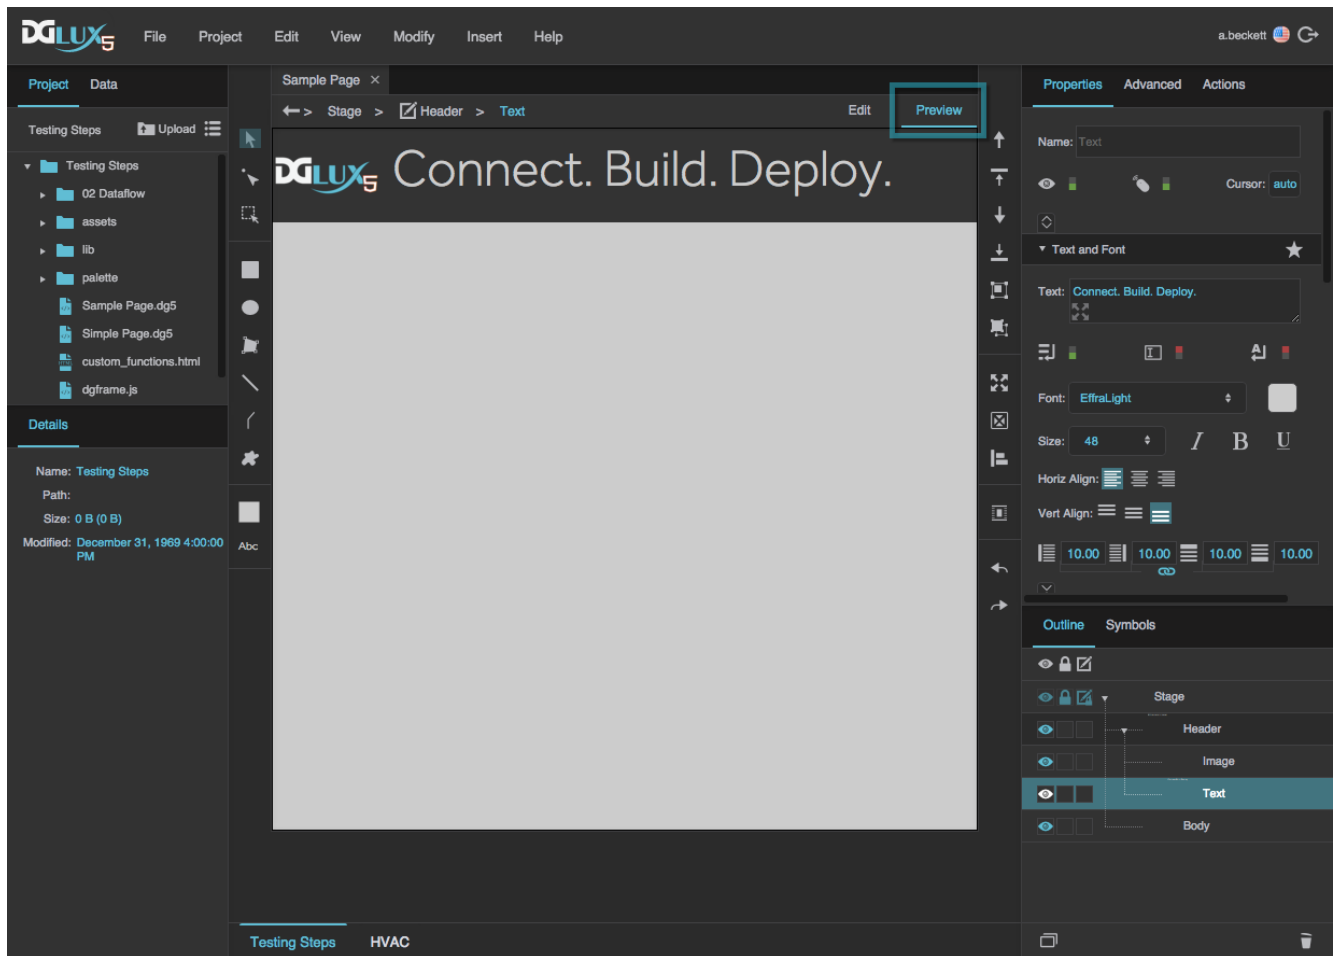 DGLUX5 File Project Edit View Modify Insert Help a.beckett
Project Data
Testing Steps Upload
Testing Steps
02 Dataflow
assets
lib
palette
Sample Page.dg5
Simple Page.dg5
custom_functions.html
dgframe.js
Details
Name: Testing Steps
Path:
Size: 0 B (0 B)
Modified: December 31, 1969 4:00:00
PM
Abc
Sample Page ×
> Stage > Header > Text Edit Preview
DGLUX5 Connect. Build. Deploy.
Testing Steps HVAC
Properties Advanced Actions
Name: Text
Cursor: auto
Text and Font
Text: Connect. Build. Deploy.
Font: EffraLight
Size: 48 I B U
Horiz Align:
Vert Align:
10.00 10.00 10.00 10.00
Outline Symbols
Stage
Header
Image
Text
Body